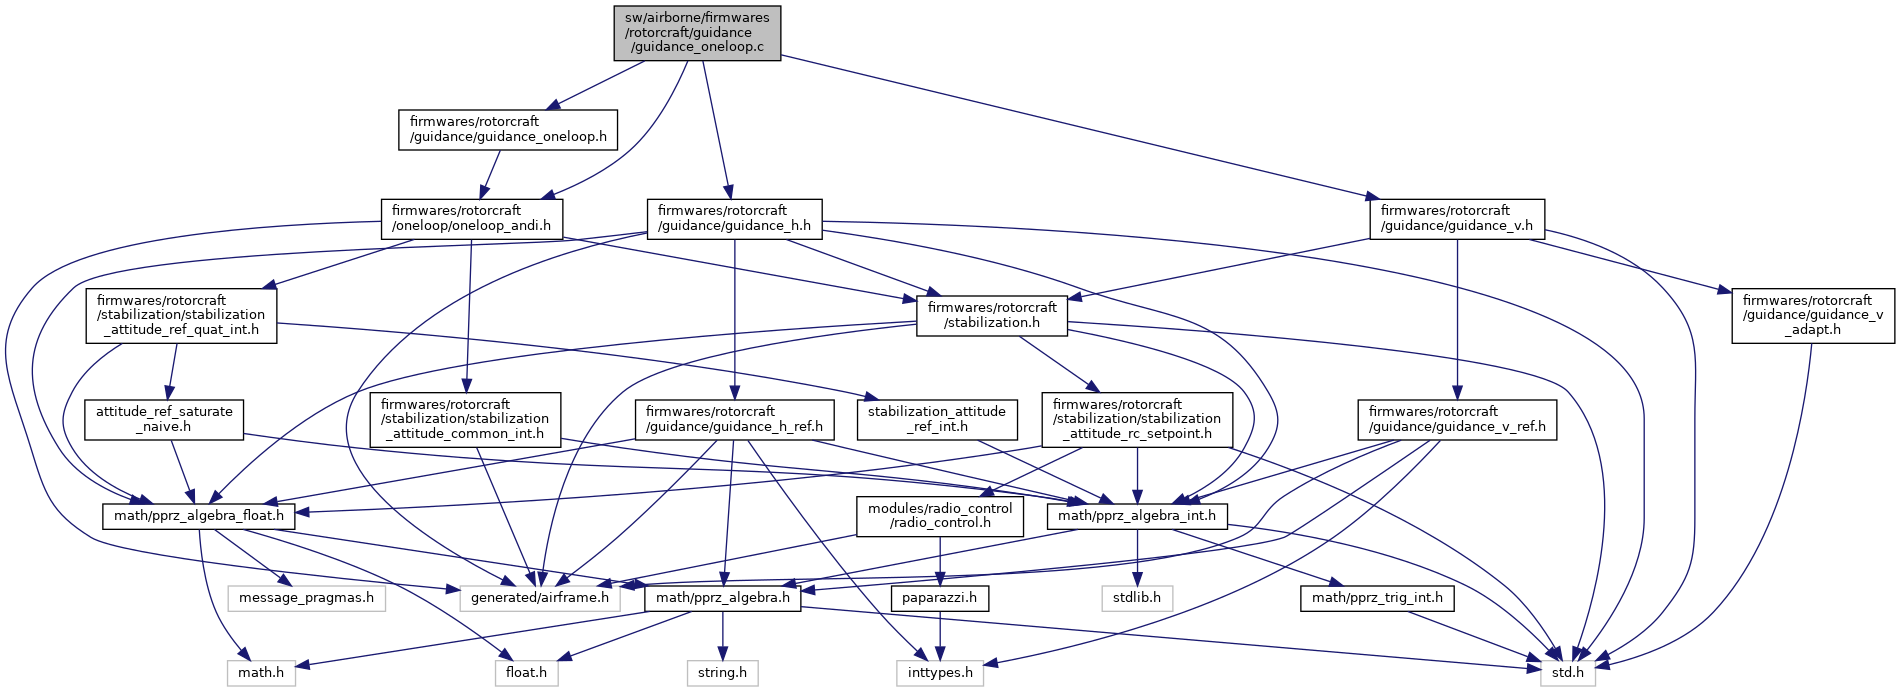 sw/airborne/firmwares
/rotorcraft/guidance
/guidance_oneloop.c
firmwares/rotorcraft
/guidance/guidance_oneloop.h
firmwares/rotorcraft
/oneloop/oneloop_andi.h
firmwares/rotorcraft
/guidance/guidance_h.h
firmwares/rotorcraft
/guidance/guidance_v.h
firmwares/rotorcraft
/stabilization/stabilization
_attitude_ref_quat_int.h
firmwares/rotorcraft
/stabilization.h
firmwares/rotorcraft
/guidance/guidance_v
_adapt.h
attitude_ref_saturate
_naive.h
firmwares/rotorcraft
/stabilization/stabilization
_attitude_common_int.h
firmwares/rotorcraft
/guidance/guidance_h_ref.h
stabilization_attitude
_ref_int.h
firmwares/rotorcraft
/stabilization/stabilization
_attitude_rc_setpoint.h
firmwares/rotorcraft
/guidance/guidance_v_ref.h
math/pprz_algebra_float.h
modules/radio_control
/radio_control.h
math/pprz_algebra_int.h
message_pragmas.h
generated/airframe.h
math/pprz_algebra.h
paparazzi.h
stdlib.h
math/pprz_trig_int.h
math.h
float.h
string.h
inttypes.h
std.h